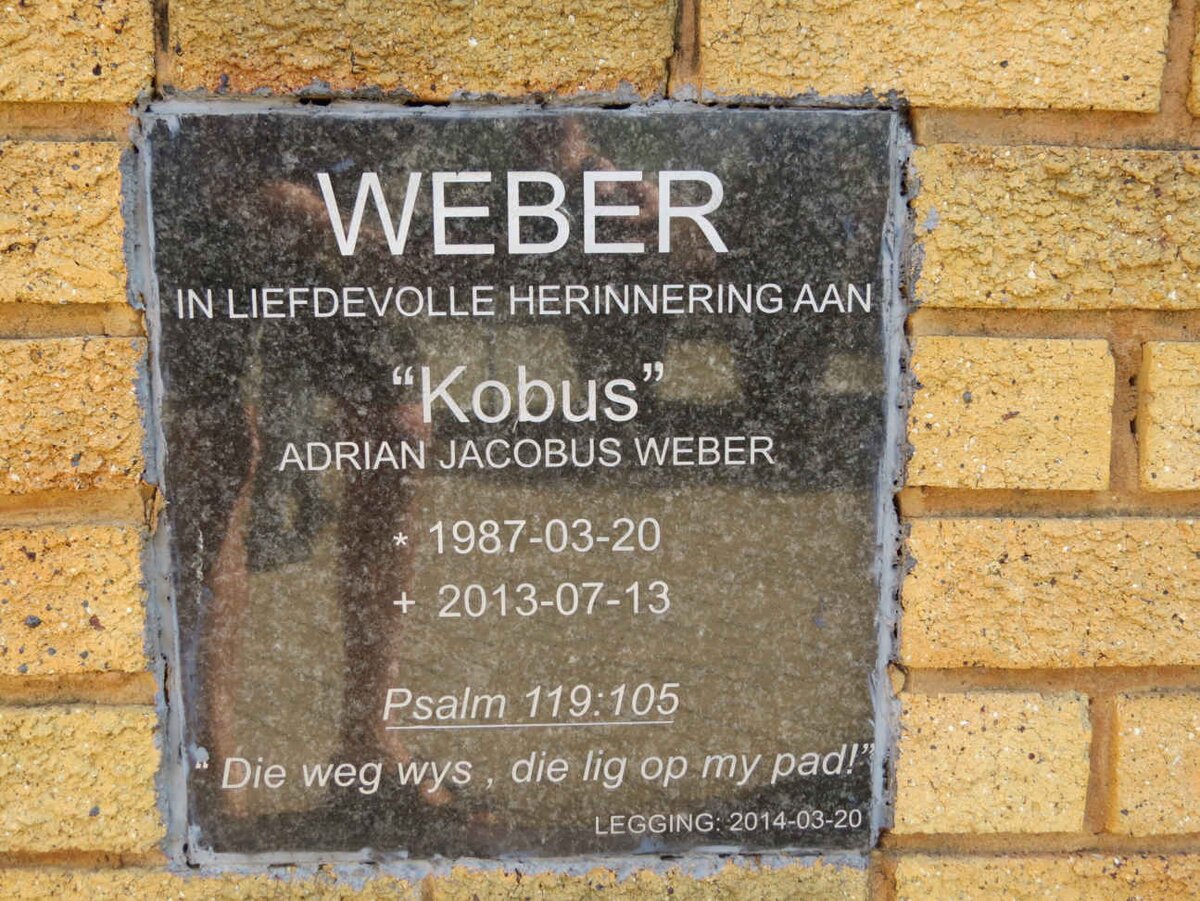 WEBER
IN LIEFDEVOLLE HERINNERING AAN
“Kobus”
ADRIAN JACOBUS WEBER
* 1987-03-20
+ 2013-07-13
Psalm 119:105
“ Die weg wys , die lig op my pad!”
LEGGING: 2014-03-20